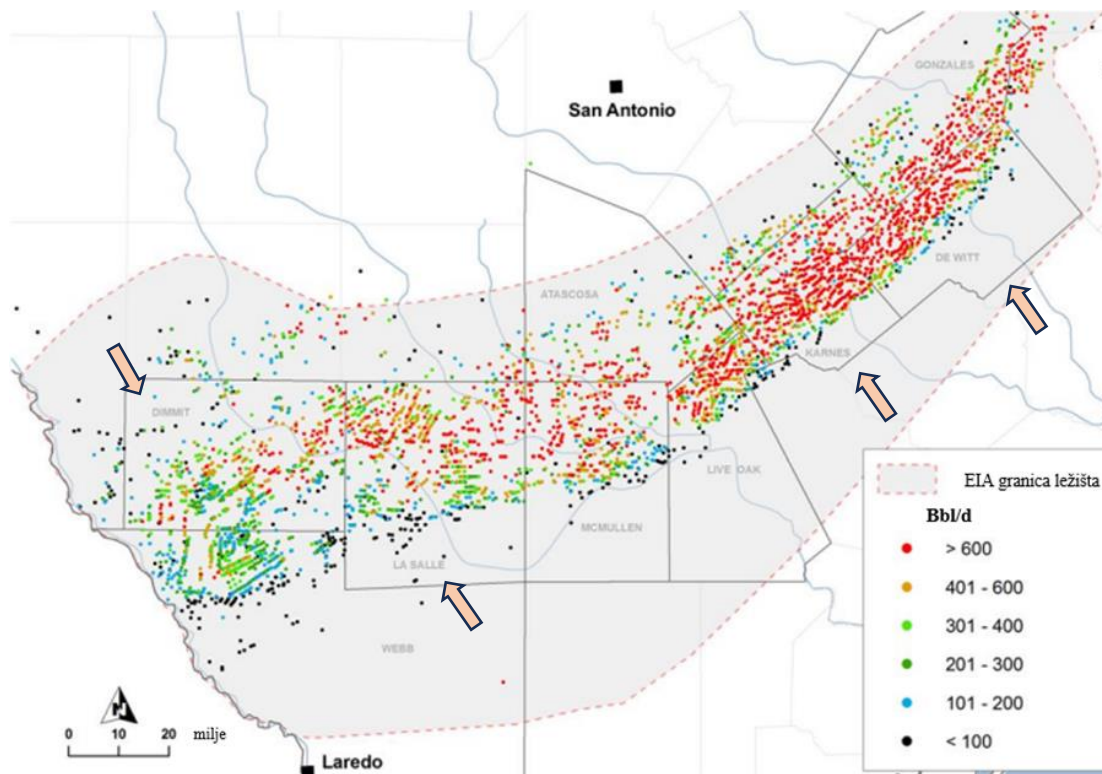 GONZALES
San Antonio
DE WITT
ATASCOSA
KARNES
DIMMIT
LIVE OAK
MCMULLEN
LA SALLE
WEBB
N
0 10 20 milje
Laredo
EIA granica ležišta
Bbl/d
> 600
401 - 600
301 - 400
201 - 300
101 - 200
< 100